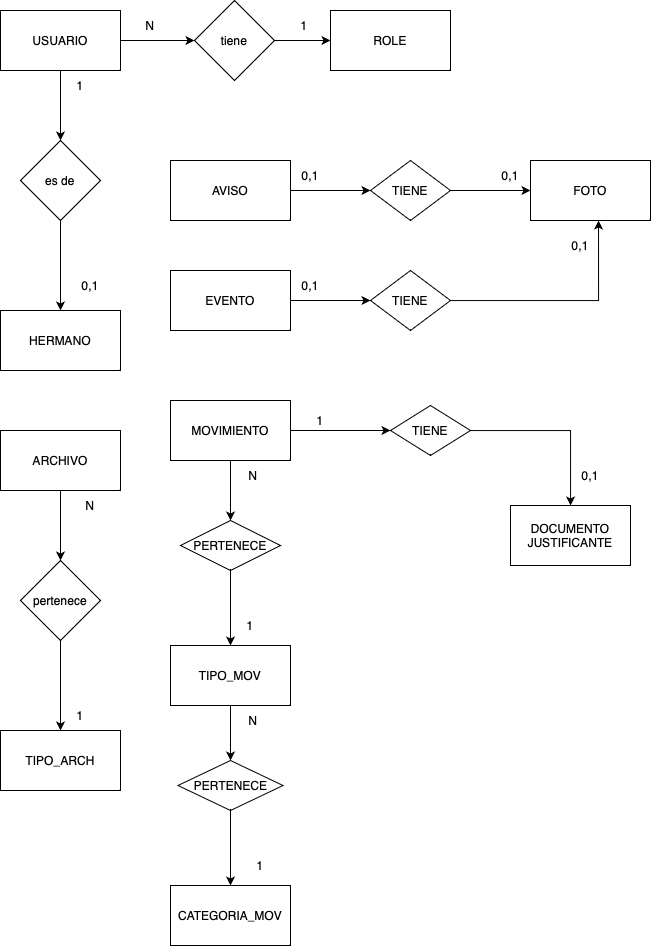 USUARIO
N
tiene
1
ROLE
1
es de
0,1
HERMANO
AVISO
0,1
TIENE
0,1
FOTO
0,1
EVENTO
0,1
TIENE
ARCHIVO
N
pertenece
1
TIPO_ARCH
MOVIMIENTO
1
TIENE
0,1
DOCUMENTO
JUSTIFICANTE
N
PERTENECE
1
TIPO_MOV
N
PERTENECE
1
CATEGORIA_MOV